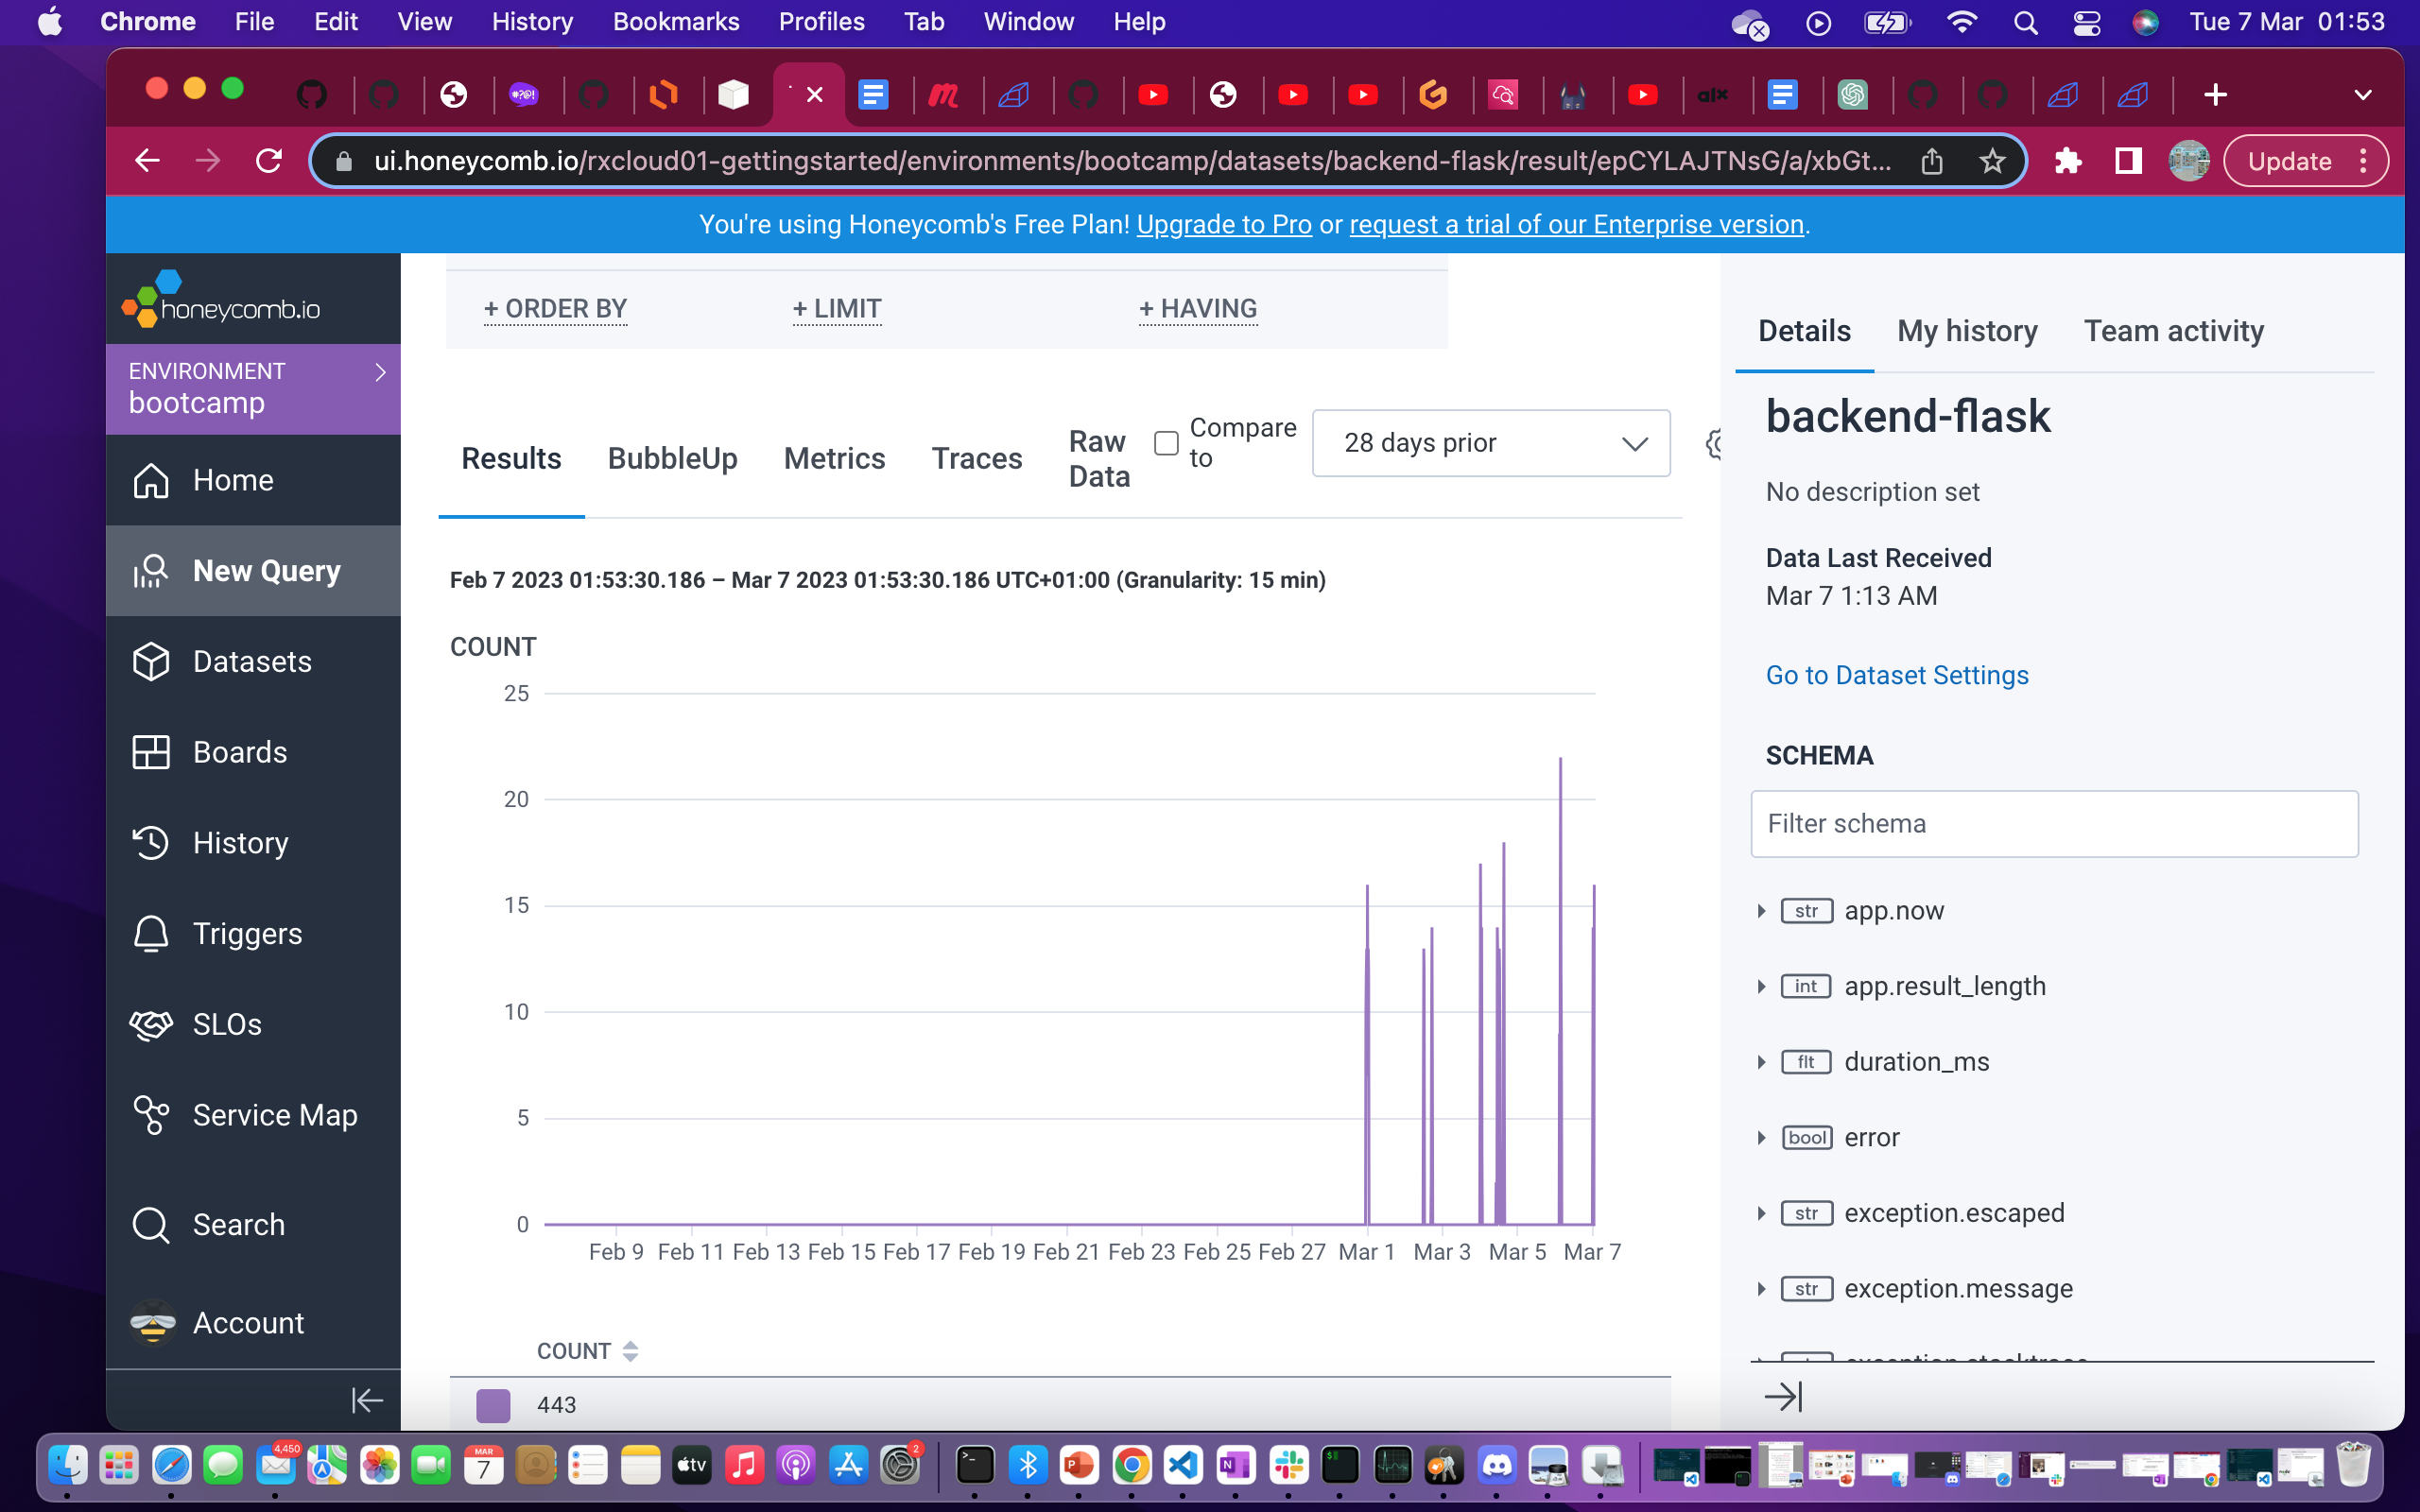 Chrome File Edit View History Bookmarks Profiles Tab Window Help Tue 7 Mar 01:53
#?@! alx
ui.honeycomb.io/rxcloud01-gettingstarted/environments/bootcamp/datasets/backend-flask/result/epCYLAJTNsG/a/xbGt... Update
You're using Honeycomb's Free Plan! Upgrade to Pro or request a trial of our Enterprise version.
honeycomb.io
ENVIRONMENT
bootcamp
Home
New Query
Datasets
Boards
History
Triggers
SLOs
Service Map
Search
Account
+ ORDER BY + LIMIT + HAVING
Results BubbleUp Metrics Traces Raw Data Compare to 28 days prior
Feb 7 2023 01:53:30.186 – Mar 7 2023 01:53:30.186 UTC+01:00 (Granularity: 15 min)
COUNT
25
20
15
10
5
0
Feb 9 Feb 11 Feb 13 Feb 15 Feb 17 Feb 19 Feb 21 Feb 23 Feb 25 Feb 27 Mar 1 Mar 3 Mar 5 Mar 7
COUNT
443
Details My history Team activity
backend-flask
No description set
Data Last Received
Mar 7 1:13 AM
Go to Dataset Settings
SCHEMA
Filter schema
str app.now
int app.result_length
flt duration_ms
bool error
str exception.escaped
str exception.message
4,450 MAR 7 tv 2